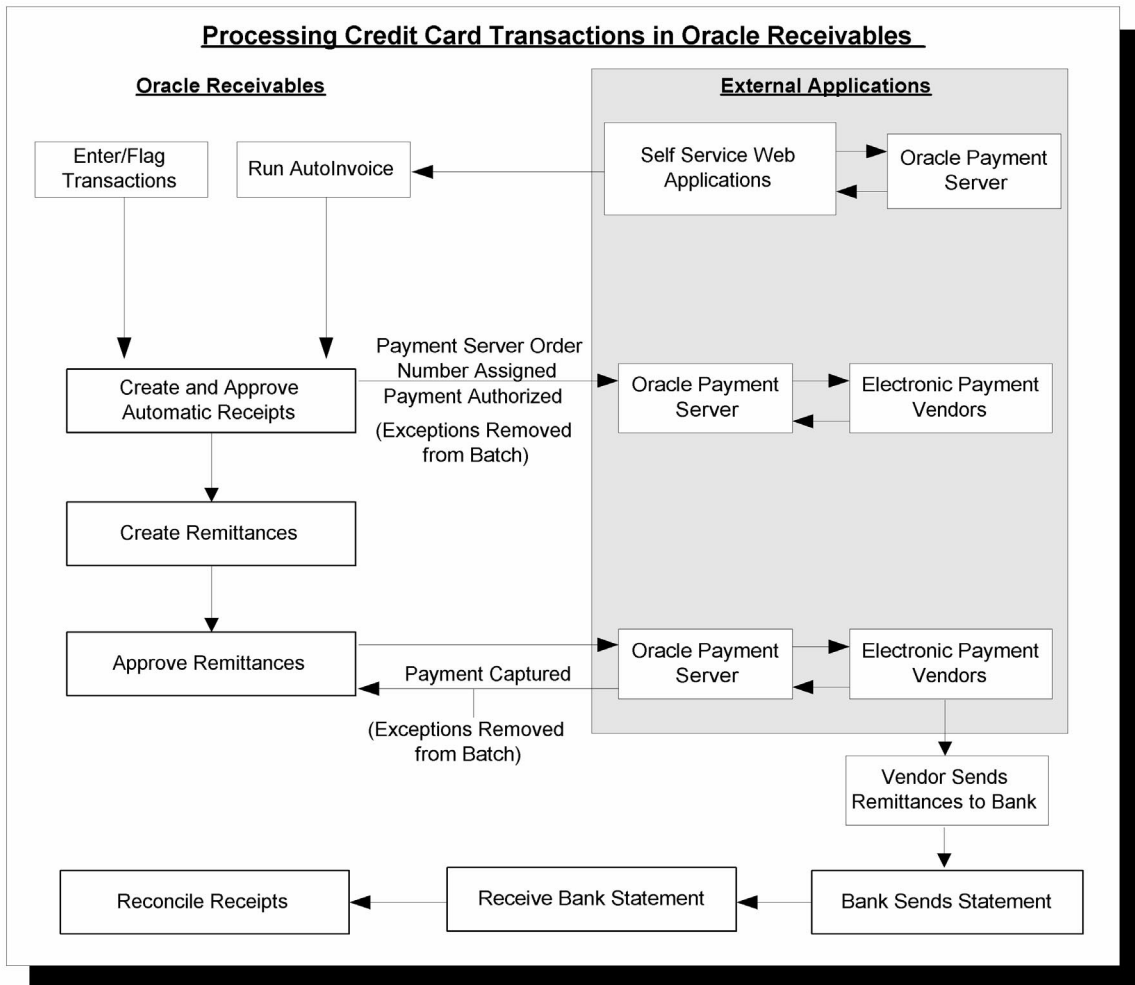 Processing Credit Card Transactions in Oracle Receivables
Oracle Receivables
External Applications
Enter/Flag
Transactions
Run AutoInvoice
Self Service Web
Applications
Oracle Payment
Server
Payment Server Order
Number Assigned
Payment Authorized
(Exceptions Removed
from Batch)
Create and Approve
Automatic Receipts
Oracle Payment
Server
Electronic Payment
Vendors
Create Remittances
Approve Remittances
Payment Captured
(Exceptions Removed
from Batch)
Oracle Payment
Server
Electronic Payment
Vendors
Vendor Sends
Remittances to Bank
Reconcile Receipts
Receive Bank Statement
Bank Sends Statement